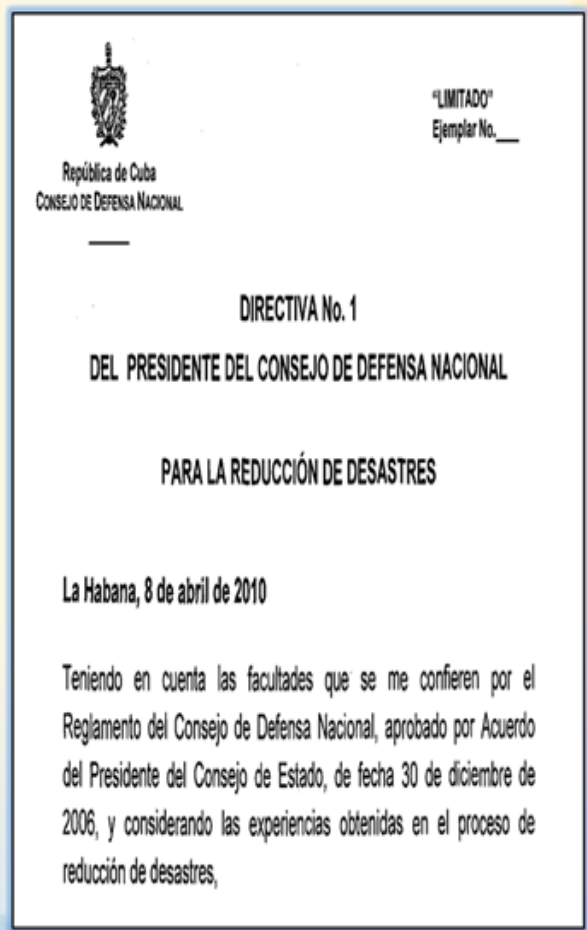 "LIMITADO"
Ejemplar No.___
República de Cuba
CONSEJO DE DEFENSA NACIONAL
DIRECTIVA No. 1
DEL PRESIDENTE DEL CONSEJO DE DEFENSA NACIONAL
PARA LA REDUCCIÓN DE DESASTRES
La Habana, 8 de abril de 2010
Teniendo en cuenta las facultades que se me confieren por el
Reglamento del Consejo de Defensa Nacional, aprobado por Acuerdo
del Presidente del Consejo de Estado, de fecha 30 de diciembre de
2006, y considerando las experiencias obtenidas en el proceso de
reducción de desastres,